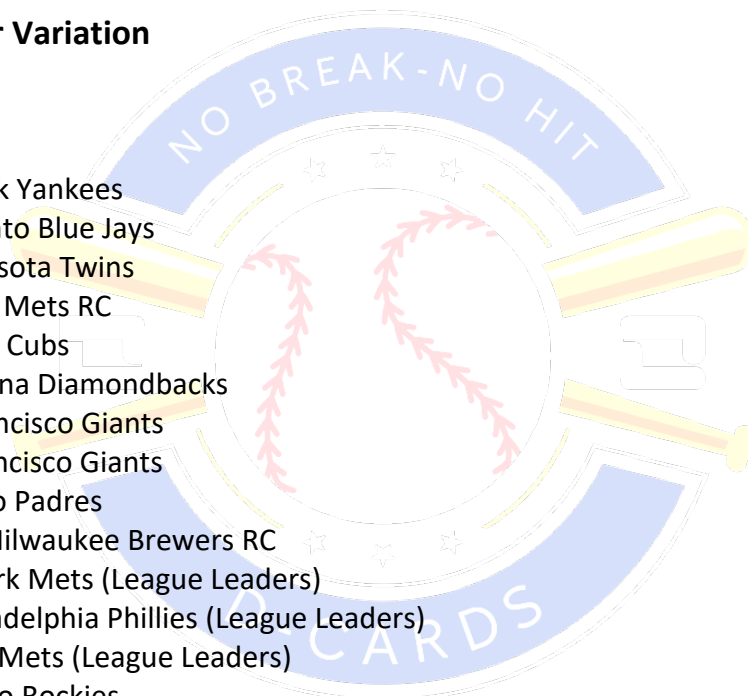 r Variation
NO BREAK-NO HIT
k Yankees
nto Blue Jays
sota Twins
Mets RC
Cubs
na Diamondbacks
ncisco Giants
ncisco Giants
o Padres
Milwaukee Brewers RC
rk Mets (League Leaders)
adelphia Phillies (League Leaders)
Mets (League Leaders)
D-CARDS
o Rockies